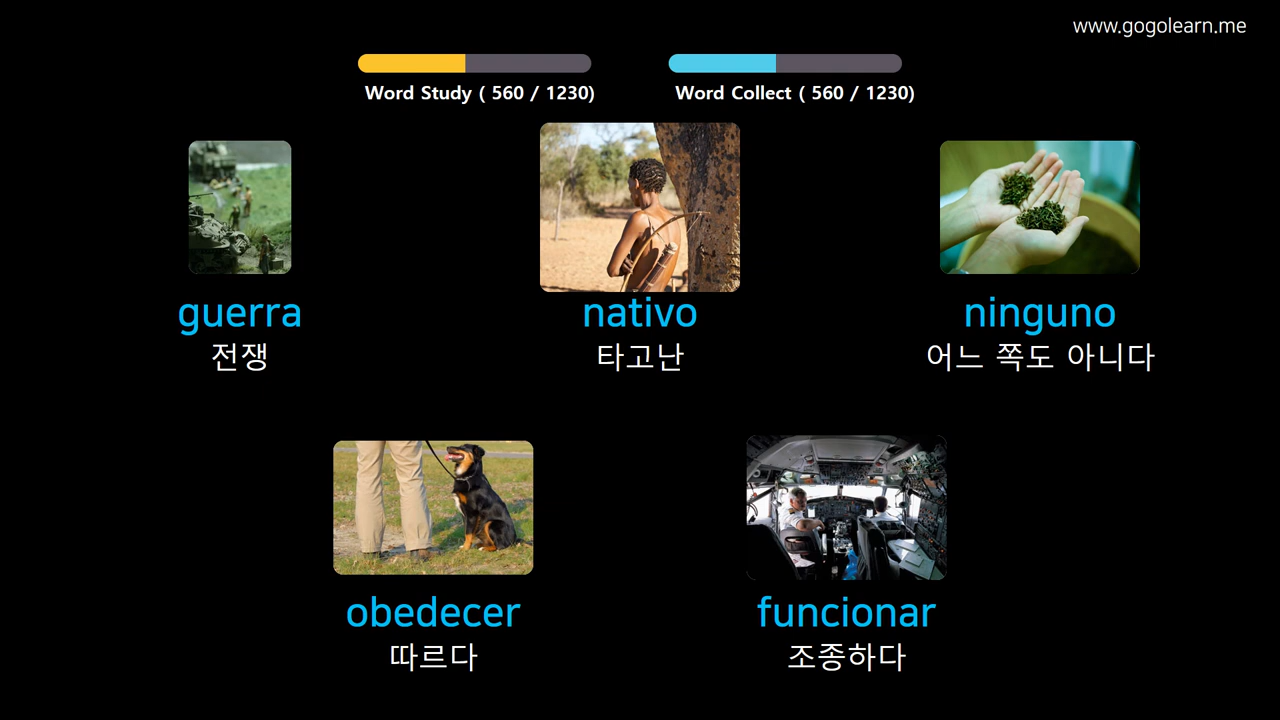 www.gogolearn.me
Word Study ( 560 / 1230)
Word Collect ( 560 / 1230)
guerra
전쟁
nativo
타고난
ninguno
어느 쪽도 아니다
obedecer
따르다
funcionar
조종하다